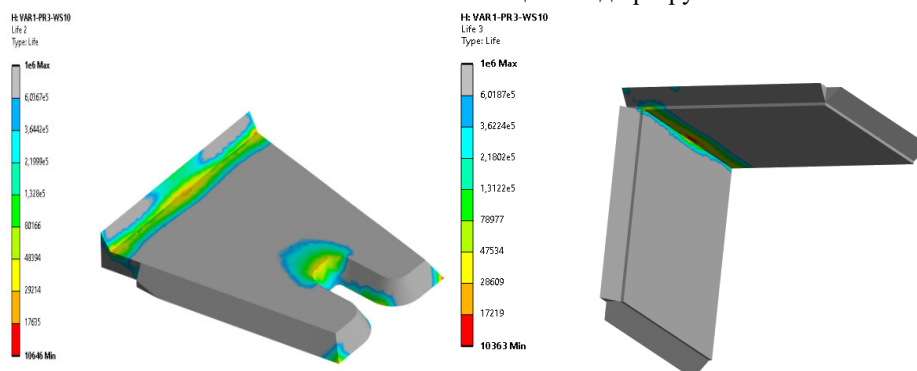 H: VAR1-PR3-WS10
Life 2
Type: Life
1e6 Max
6,0367e5
3,6442e5
2,1999e5
1,328e5
80166
48394
29214
17635
10646 Min
H: VAR1-PR3-WS10
Life 3
Type: Life
1e6 Max
6,0187e5
3,6224e5
2,1802e5
1,3122e5
78977
47534
28609
17219
10363 Min